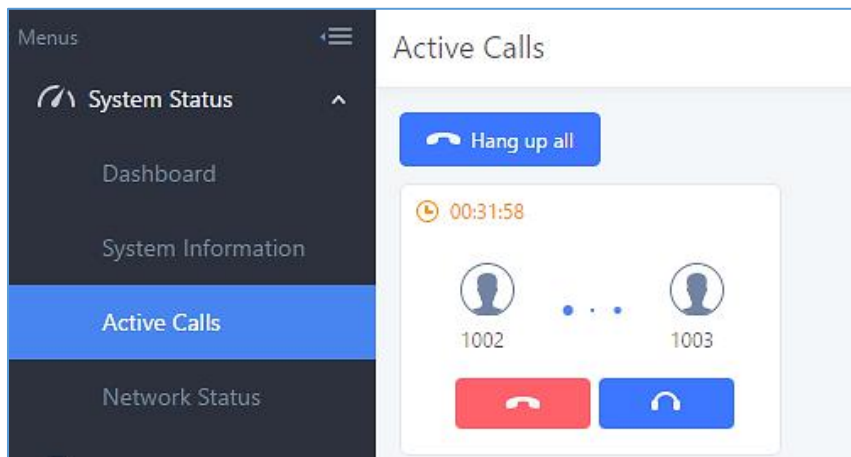 Menus
System Status
Dashboard
System Information
Active Calls
Network Status
Active Calls
Hang up all
00:31:58
1002
1003